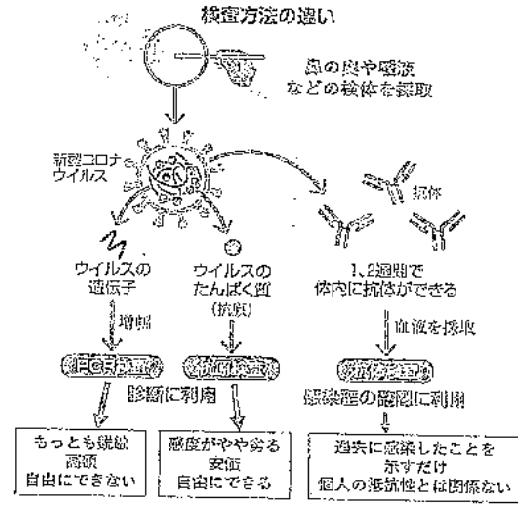 検査方法の違い
鼻の奥や唾液
などの検体を採取
新型コロナ
ウイルス
抗体
ウイルスの
遺伝子
ウイルスの
たんぱく質
(抗原)
1、2週間で
体内に抗体ができる
増幅
血液を採取
PCR検査
抗原検査
抗体検査
診断に利用
感染歴の確認に利用
もっとも鋭敏
高額
自由にできない
感度がやや劣る
安価
自由にできる
過去に感染したことを
示すだけ
個人の抵抗性とは関係ない